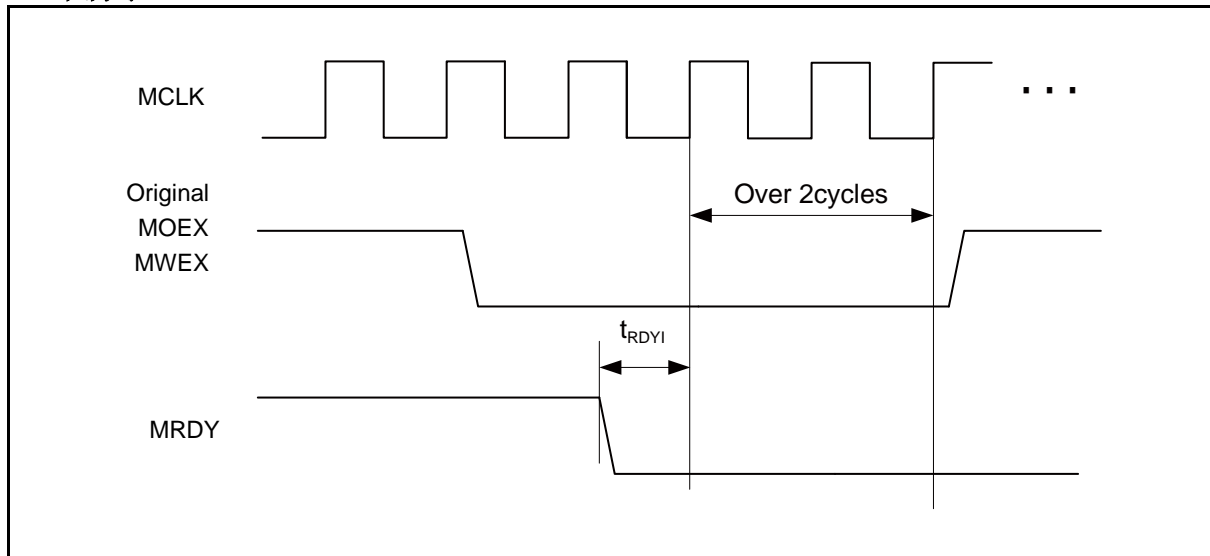 MCLK
. . .
Original
MOEX
MWEX
Over 2cycles
tRDYI
MRDY